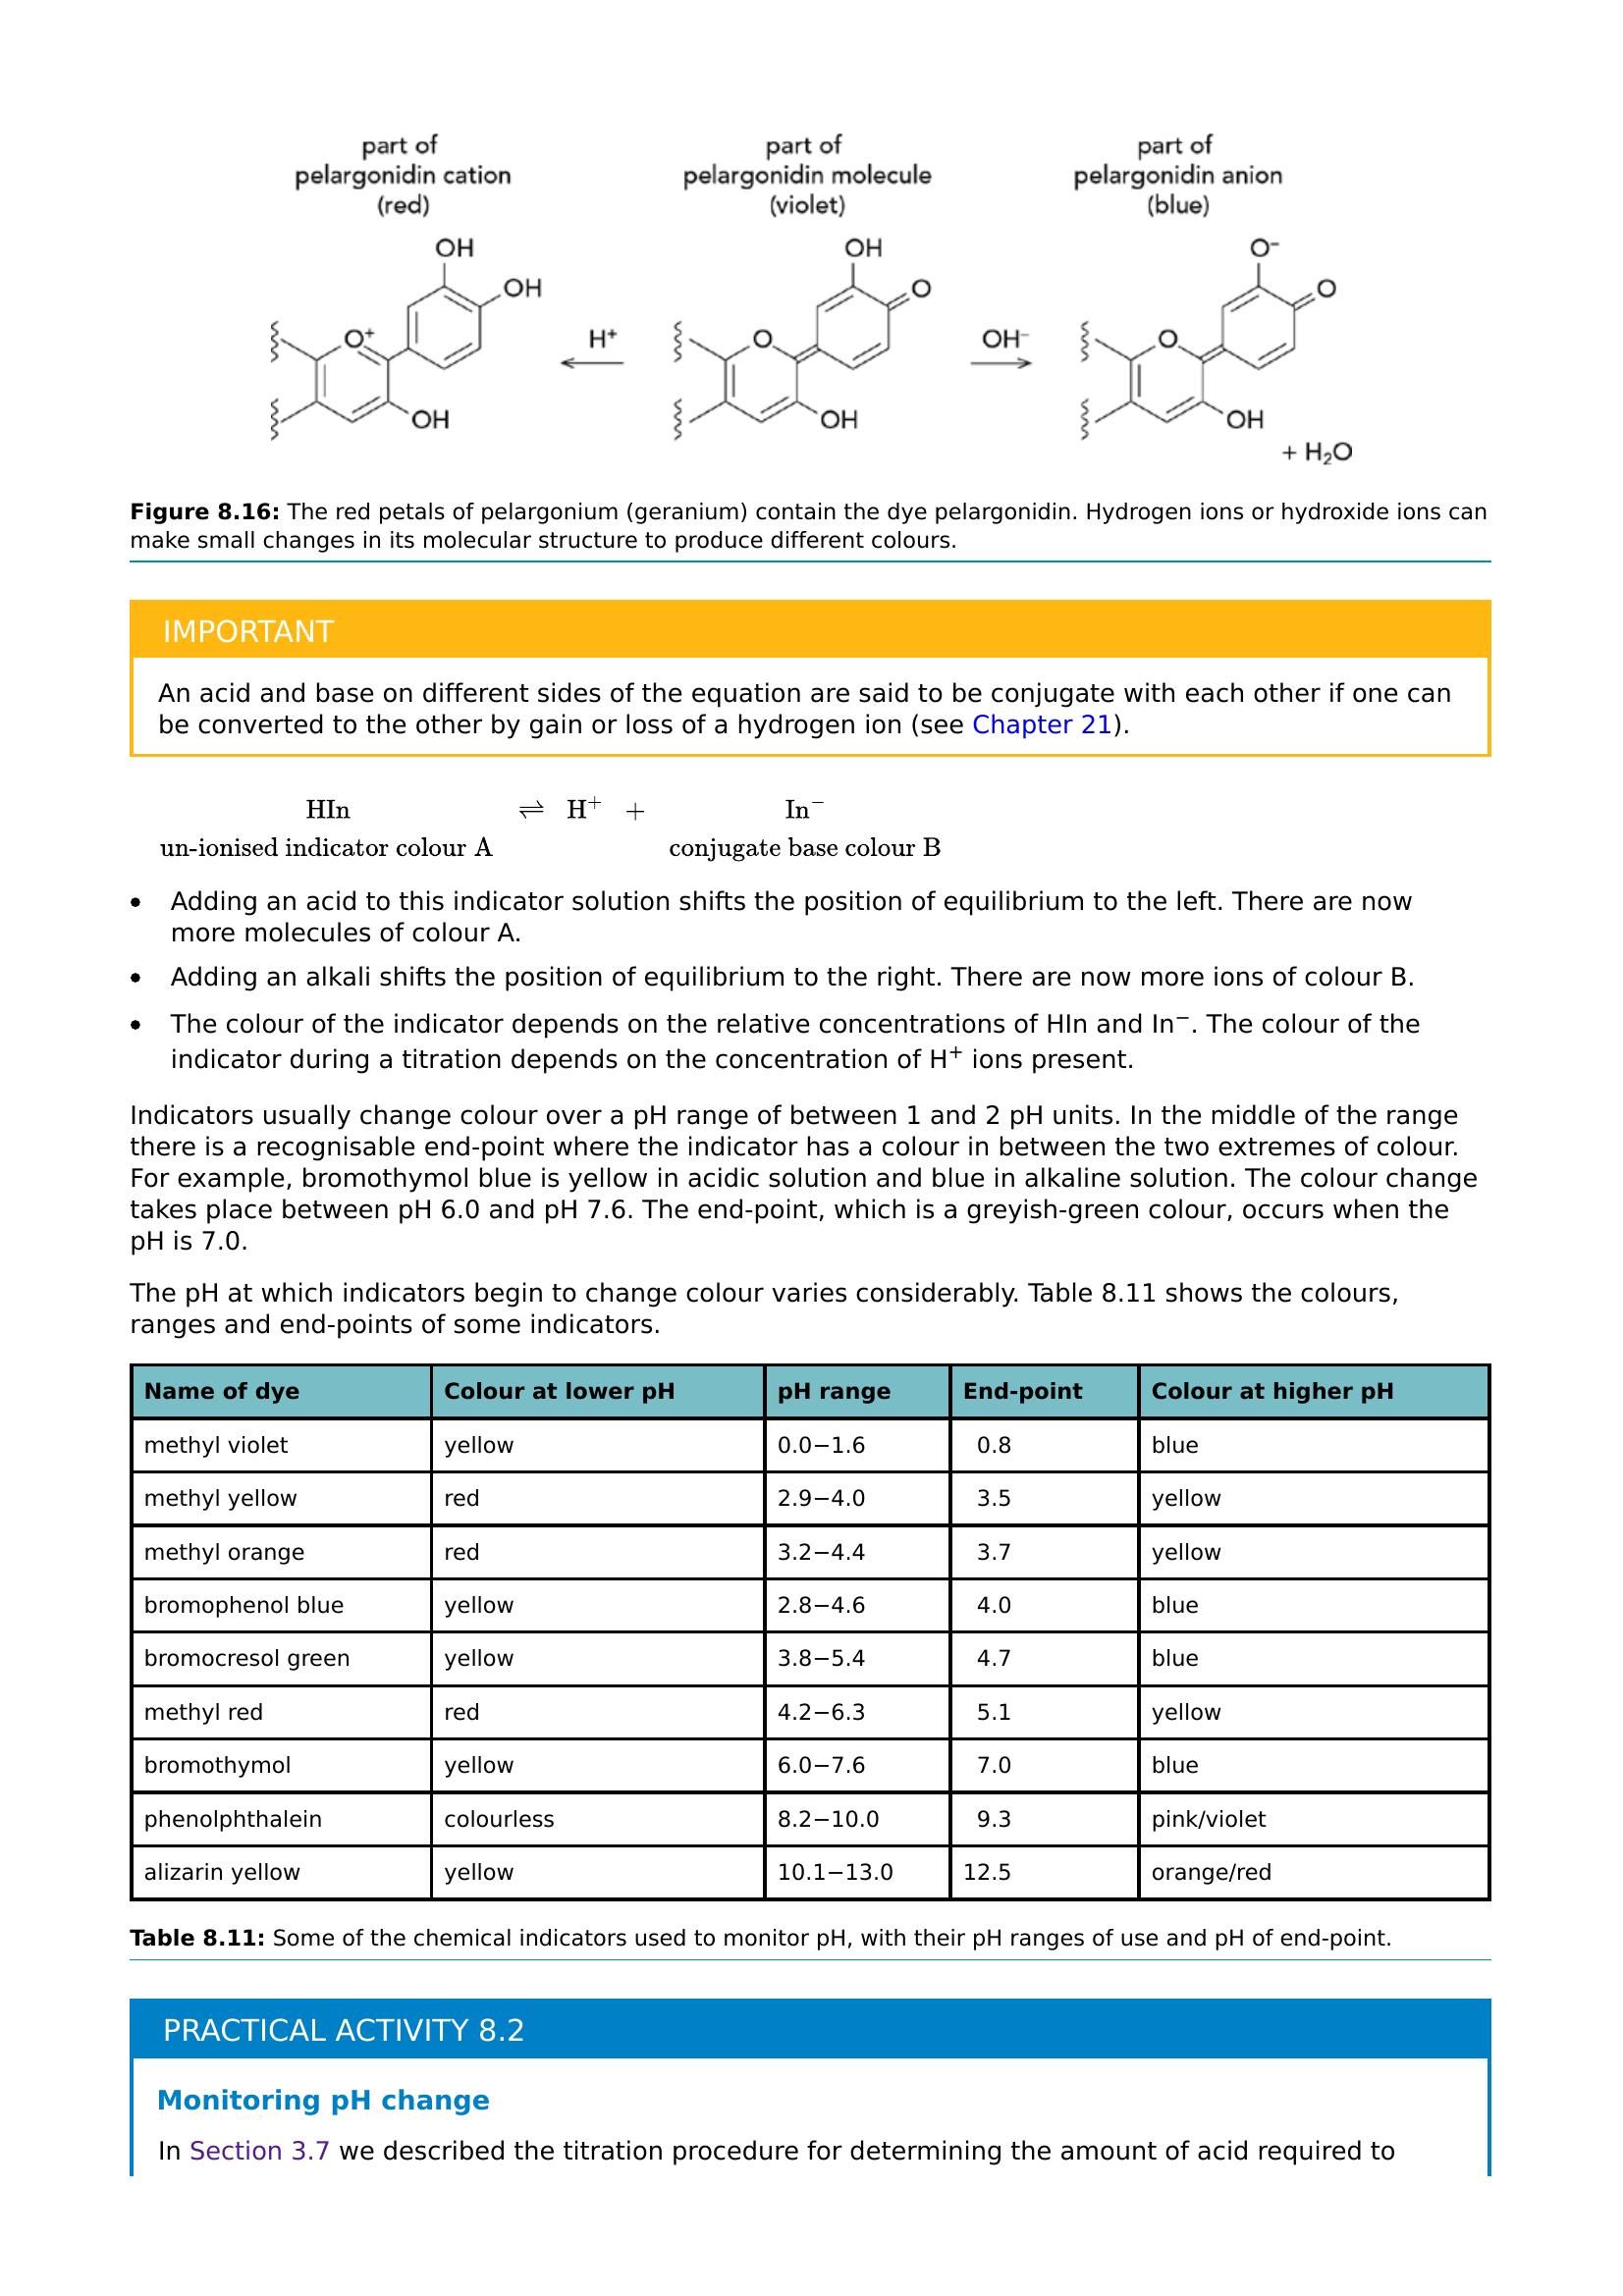 part of
pelargonidin cation
(red)
part of
pelargonidin molecule
(violet)
part of
pelargonidin anion
(blue)
OH
OH
O⁺
OH
H⁺
OH
O
O
OH
OH⁻
O⁻
O
O
OH
+ H₂O
Figure 8.16: The red petals of pelargonium (geranium) contain the dye pelargonidin. Hydrogen ions or hydroxide ions can
make small changes in its molecular structure to produce different colours.
IMPORTANT
An acid and base on different sides of the equation are said to be conjugate with each other if one can
be converted to the other by gain or loss of a hydrogen ion (see Chapter 21).
HIn ⇌ H⁺ + In⁻
un-ionised indicator colour A conjugate base colour B
• Adding an acid to this indicator solution shifts the position of equilibrium to the left. There are now
more molecules of colour A.
• Adding an alkali shifts the position of equilibrium to the right. There are now more ions of colour B.
• The colour of the indicator depends on the relative concentrations of HIn and In⁻. The colour of the
indicator during a titration depends on the concentration of H⁺ ions present.
Indicators usually change colour over a pH range of between 1 and 2 pH units. In the middle of the range
there is a recognisable end-point where the indicator has a colour in between the two extremes of colour.
For example, bromothymol blue is yellow in acidic solution and blue in alkaline solution. The colour change
takes place between pH 6.0 and pH 7.6. The end-point, which is a greyish-green colour, occurs when the
pH is 7.0.
The pH at which indicators begin to change colour varies considerably. Table 8.11 shows the colours,
ranges and end-points of some indicators.
Name of dye Colour at lower pH pH range End-point Colour at higher pH
methyl violet yellow 0.0−1.6 0.8 blue
methyl yellow red 2.9−4.0 3.5 yellow
methyl orange red 3.2−4.4 3.7 yellow
bromophenol blue yellow 2.8−4.6 4.0 blue
bromocresol green yellow 3.8−5.4 4.7 blue
methyl red red 4.2−6.3 5.1 yellow
bromothymol yellow 6.0−7.6 7.0 blue
phenolphthalein colourless 8.2−10.0 9.3 pink/violet
alizarin yellow yellow 10.1−13.0 12.5 orange/red
Table 8.11: Some of the chemical indicators used to monitor pH, with their pH ranges of use and pH of end-point.
PRACTICAL ACTIVITY 8.2
Monitoring pH change
In Section 3.7 we described the titration procedure for determining the amount of acid required to